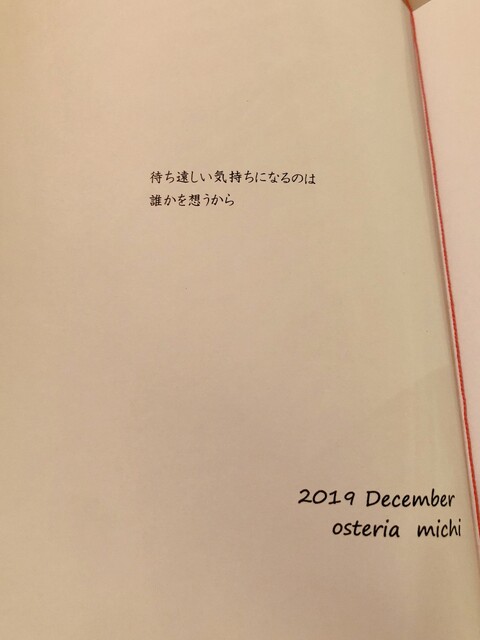 待ち遠しい気持ちになるのは
誰かを想うから
2019 December
osteria michi